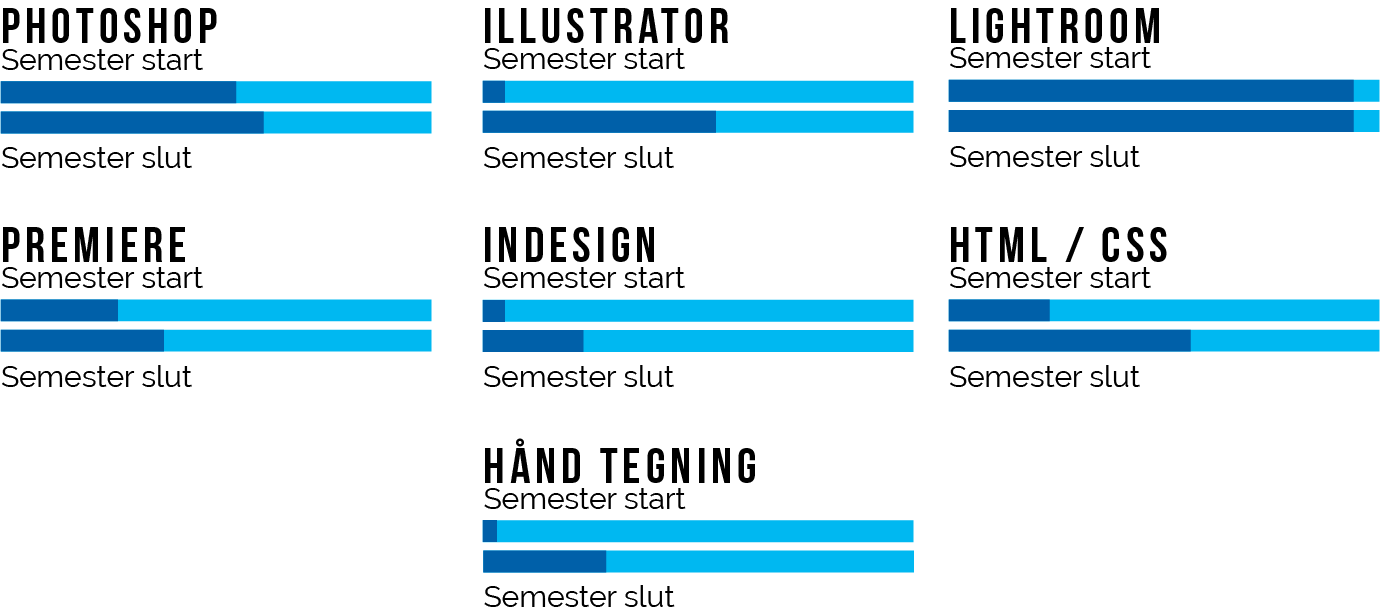 PHOTOSHOP
Semester start
Semester slut
ILLUSTRATOR
Semester start
Semester slut
LIGHTROOM
Semester start
Semester slut
PREMIERE
Semester start
Semester slut
INDESIGN
Semester start
Semester slut
HTML / CSS
Semester start
Semester slut
HÅND TEGNING
Semester start
Semester slut